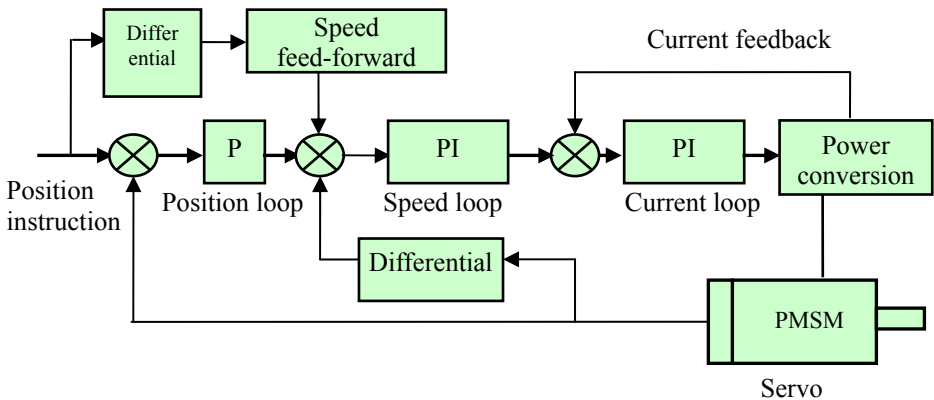 Differ
ential
Speed
feed-forward
Current feedback
P
PI
PI
Power
conversion
Position
instruction
Position loop
Speed loop
Current loop
Differential
PMSM
Servo